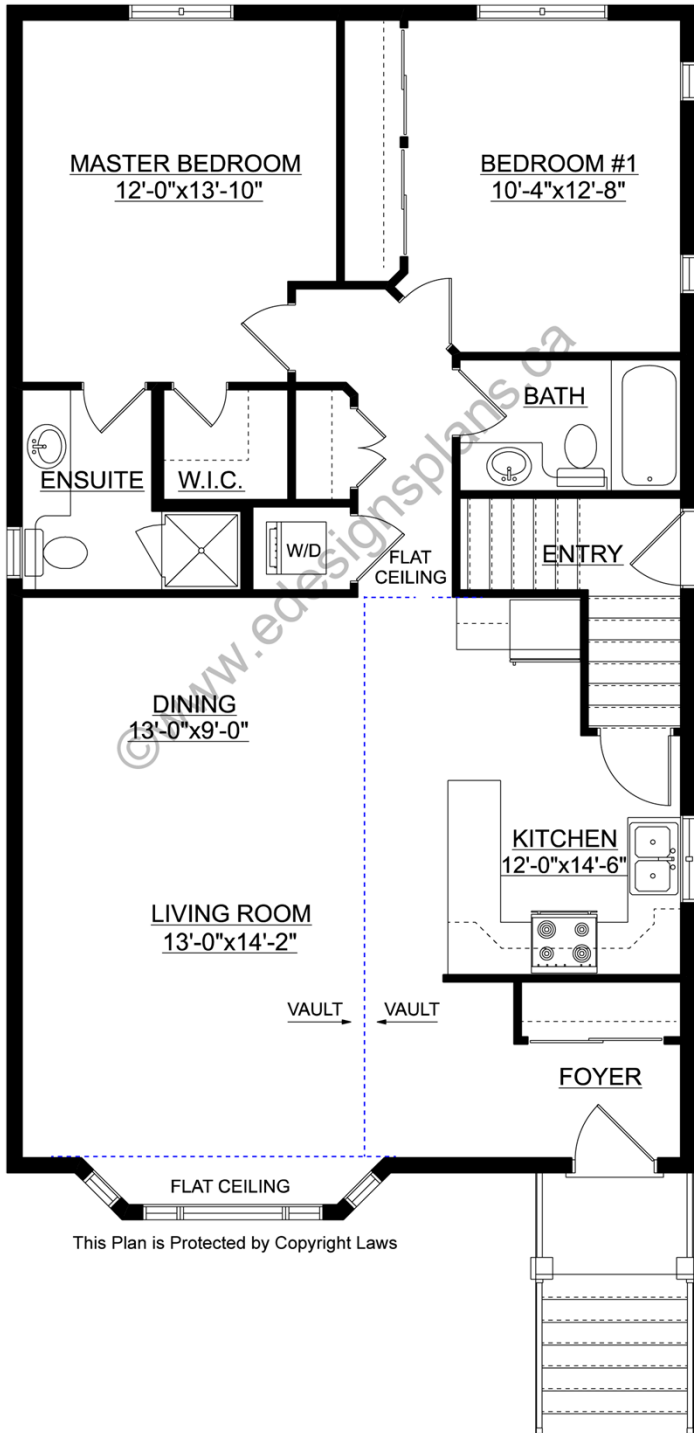 MASTER BEDROOM
12'-0"x13'-10"
BEDROOM #1
10'-4"x12'-8"
BATH
ENSUITE
W.I.C.
W/D
FLAT
CEILING
ENTRY
©www.edesignsplans.ca
DINING
13'-0"x9'-0"
KITCHEN
12'-0"x14'-6"
LIVING ROOM
13'-0"x14'-2"
VAULT
VAULT
FOYER
FLAT CEILING
This Plan is Protected by Copyright Laws